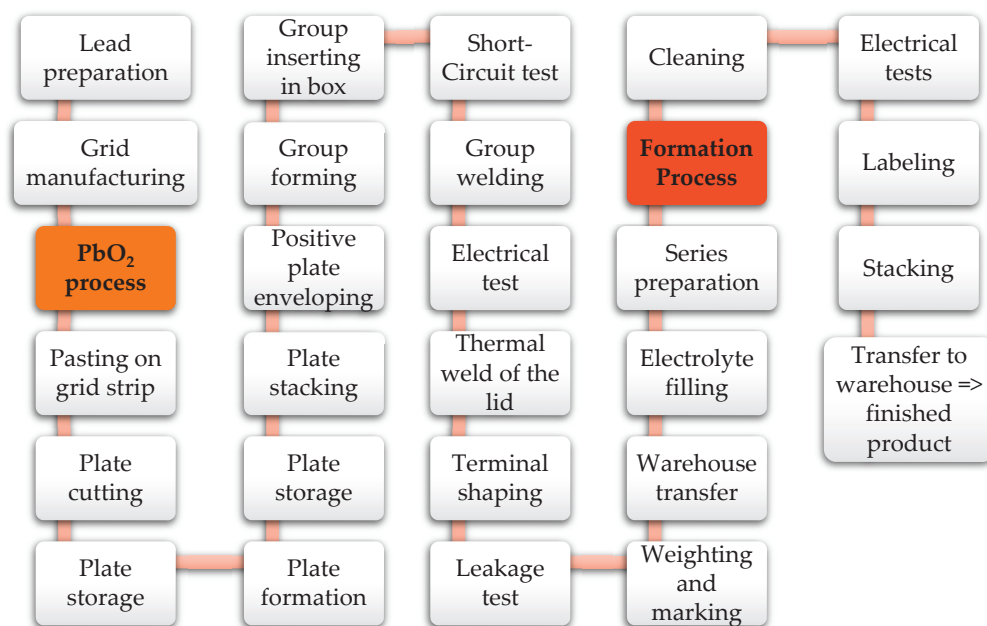 Lead
preparation
Grid
manufacturing
PbO₂
process
Pasting on
grid strip
Plate
cutting
Plate
storage
Group
inserting
in box
Group
forming
Positive
plate
enveloping
Plate
stacking
Plate
storage
Plate
formation
Short-
Circuit test
Group
welding
Electrical
test
Thermal
weld of the
lid
Terminal
shaping
Leakage
test
Cleaning
Formation
Process
Series
preparation
Electrolyte
filling
Warehouse
transfer
Weighting
and
marking
Electrical
tests
Labeling
Stacking
Transfer to
warehouse =>
finished
product